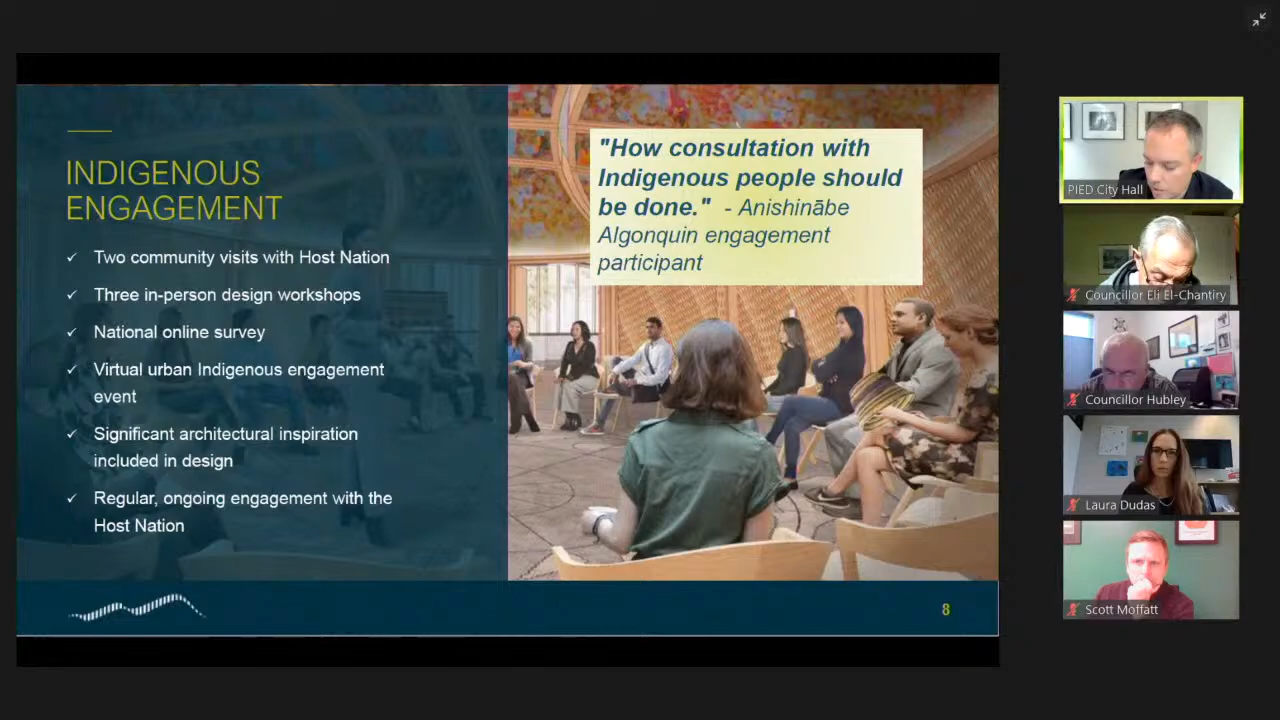 INDIGENOUS
ENGAGEMENT
✓ Two community visits with Host Nation
✓ Three in-person design workshops
✓ National online survey
✓ Virtual urban Indigenous engagement
event
✓ Significant architectural inspiration
included in design
✓ Regular, ongoing engagement with the
Host Nation
"How consultation with
Indigenous people should
be done." - Anishinābe
Algonquin engagement
participant
8
PIED City Hall
Councillor Eli El-Chantiry
Councillor Hubley
Laura Dudas
Scott Moffatt